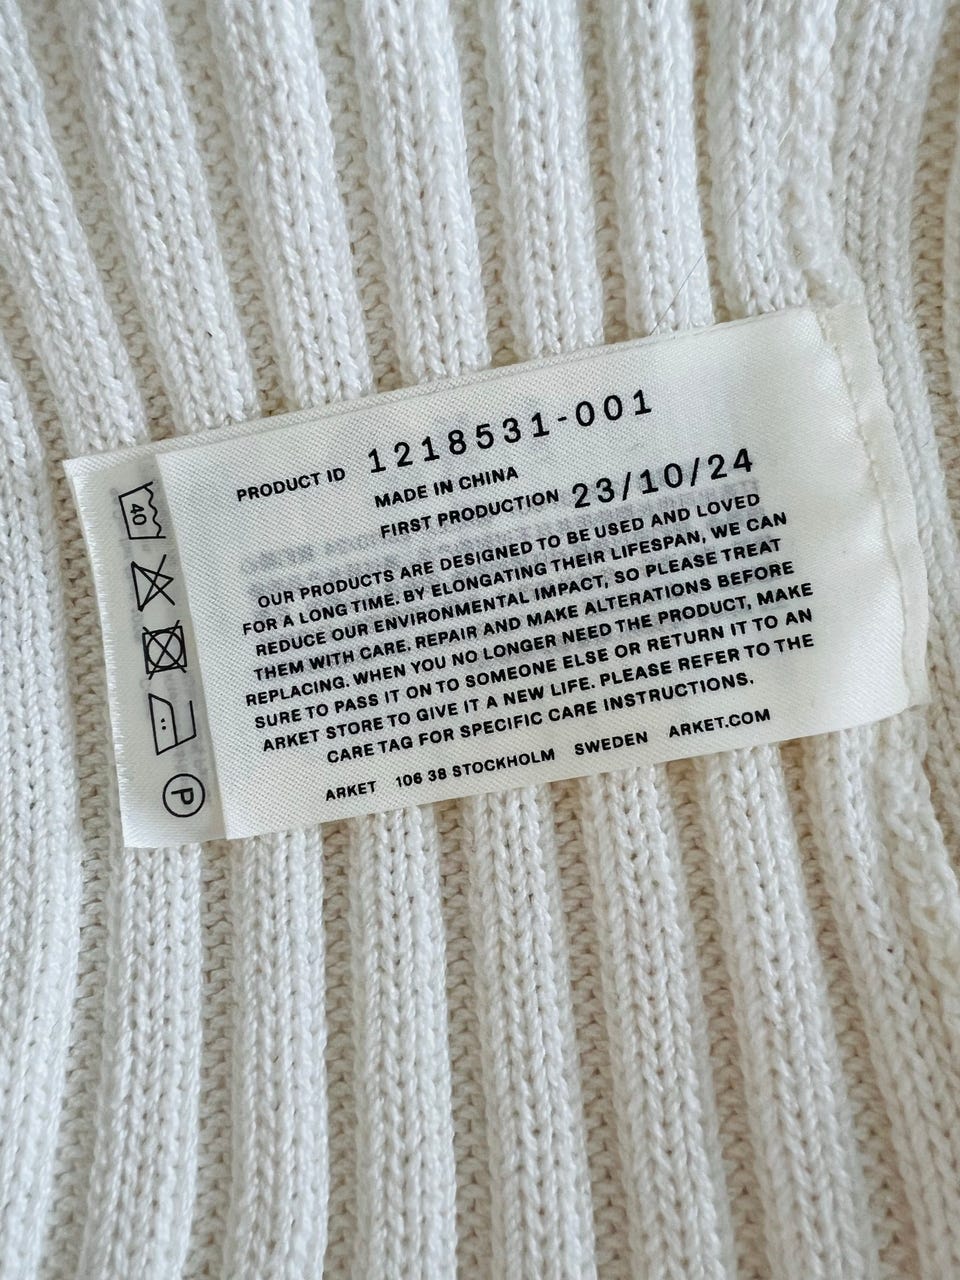 PRODUCT ID 1218531-001
MADE IN CHINA
FIRST PRODUCTION 23/10/24
OUR PRODUCTS ARE DESIGNED TO BE USED AND LOVED
FOR A LONG TIME. BY ELONGATING THEIR LIFESPAN, WE CAN
REDUCE OUR ENVIRONMENTAL IMPACT, SO PLEASE TREAT
THEM WITH CARE, REPAIR AND MAKE ALTERATIONS BEFORE
REPLACING. WHEN YOU NO LONGER NEED THE PRODUCT, MAKE
SURE TO PASS IT ON TO SOMEONE ELSE OR RETURN IT TO AN
ARKET STORE TO GIVE IT A NEW LIFE. PLEASE REFER TO THE
CARE TAG FOR SPECIFIC CARE INSTRUCTIONS.
ARKET 106 38 STOCKHOLM SWEDEN ARKET.COM
40
P